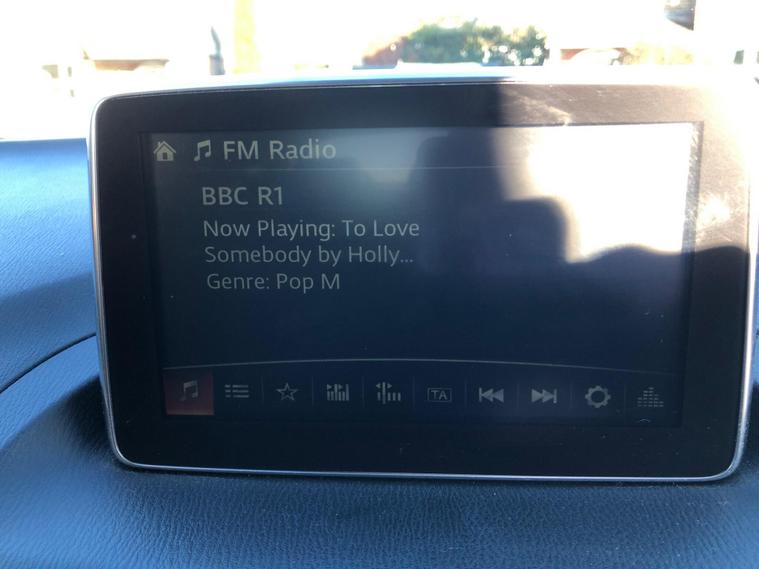 FM Radio
BBC R1
Now Playing: To Love
Somebody by Holly...
Genre: Pop M
TA